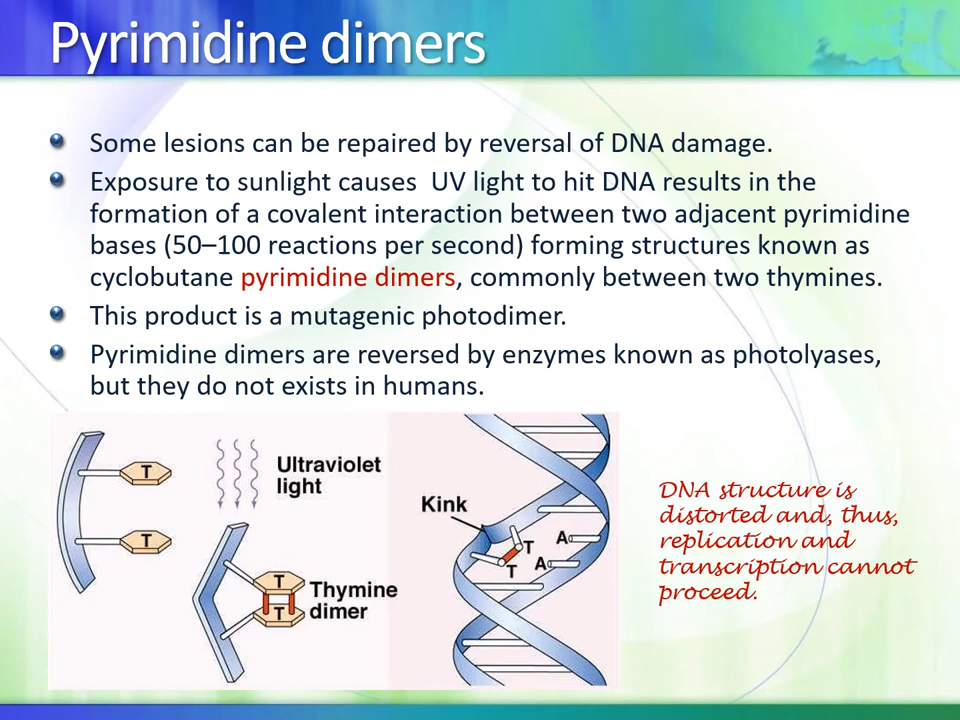 Pyrimidine dimers
Some lesions can be repaired by reversal of DNA damage.
Exposure to sunlight causes  UV light to hit DNA results in the
formation of a covalent interaction between two adjacent pyrimidine
bases (50–100 reactions per second) forming structures known as
cyclobutane pyrimidine dimers, commonly between two thymines.
This product is a mutagenic photodimer.
Pyrimidine dimers are reversed by enzymes known as photolyases,
but they do not exists in humans.
T
T
Ultraviolet
light
T
T
Thymine
dimer
Kink
T
T
A
A
DNA structure is
distorted and, thus,
replication and
transcription cannot
proceed.